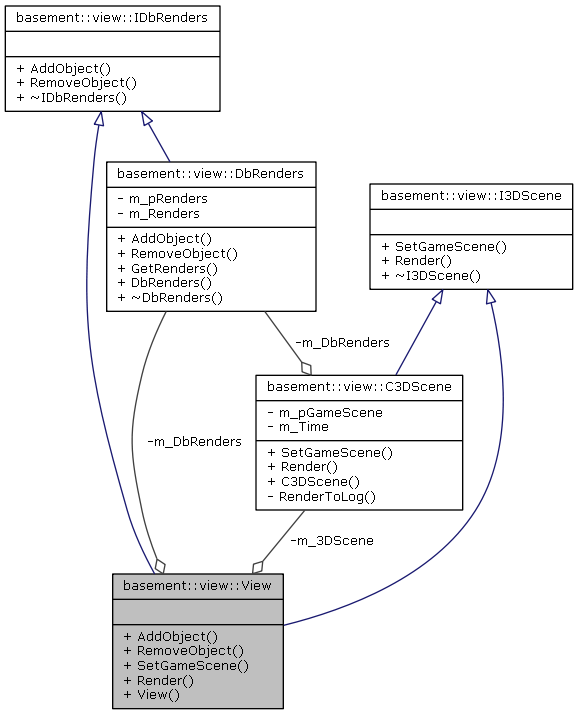 basement::view::IDbRenders
+ AddObject()
+ RemoveObject()
+ ~IDbRenders()
basement::view::DbRenders
- m_pRenders
- m_Renders
+ AddObject()
+ RemoveObject()
+ GetRenders()
+ DbRenders()
+ ~DbRenders()
basement::view::I3DScene
+ SetGameScene()
+ Render()
+ ~I3DScene()
-m_DbRenders
basement::view::C3DScene
- m_pGameScene
- m_Time
+ SetGameScene()
+ Render()
+ C3DScene()
- RenderToLog()
-m_DbRenders
-m_3DScene
basement::view::View
+ AddObject()
+ RemoveObject()
+ SetGameScene()
+ Render()
+ View()